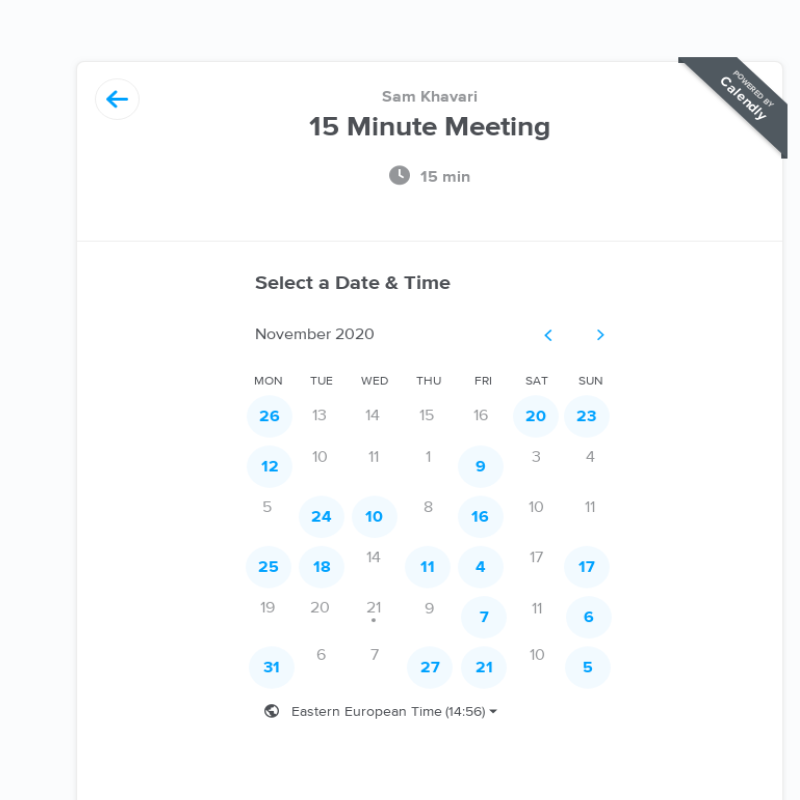 POWERED BY
Calendly
Sam Khavari
15 Minute Meeting
15 min
Select a Date & Time
November 2020
MON TUE WED THU FRI SAT SUN
26 13 14 15 16 20 23
12 10 11 1 9 3 4
5 24 10 8 16 10 11
25 18 14 11 4 17 17
19 20 21 9 7 11 6
31 6 7 27 21 10 5
Eastern European Time (14:56)